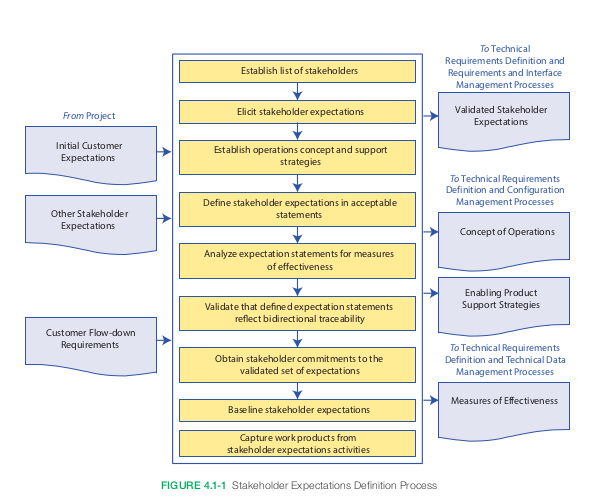 From Project
Initial Customer
Expectations
Other Stakeholder
Expectations
Customer Flow-down
Requirements
Establish list of stakeholders
Elicit stakeholder expectations
Establish operations concept and support
strategies
Define stakeholder expectations in acceptable
statements
Analyze expectation statements for measures
of effectiveness
Validate that defined expectation statements
reflect bidirectional traceability
Obtain stakeholder commitments to the
validated set of expectations
Baseline stakeholder expectations
Capture work products from
stakeholder expectations activities
To Technical
Requirements Definition and
Requirements and Interface
Management Processes
Validated Stakeholder
Expectations
To Technical Requirements
Definition and Configuration
Management Processes
Concept of Operations
Enabling Product
Support Strategies
To Technical Requirements
Definition and Technical Data
Management Processes
Measures of Effectiveness
FIGURE 4.1-1 Stakeholder Expectations Definition Process